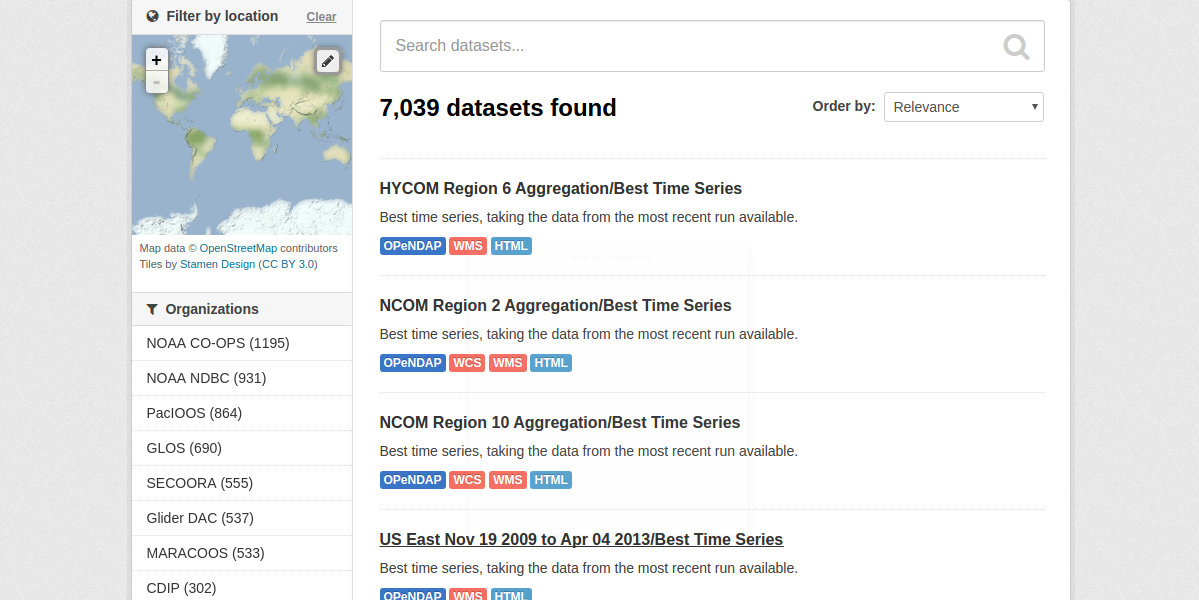 Filter by location Clear
+
-
Map data © OpenStreetMap contributors
Tiles by Stamen Design (CC BY 3.0)
Organizations
NOAA CO-OPS (1195)
NOAA NDBC (931)
PacIOOS (864)
GLOS (690)
SECOORA (555)
Glider DAC (537)
MARACOOS (533)
CDIP (302)
Search datasets...
7,039 datasets found
Order by: Relevance
HYCOM Region 6 Aggregation/Best Time Series
Best time series, taking the data from the most recent run available.
OPeNDAP WMS HTML
NCOM Region 2 Aggregation/Best Time Series
Best time series, taking the data from the most recent run available.
OPeNDAP WCS WMS HTML
NCOM Region 10 Aggregation/Best Time Series
Best time series, taking the data from the most recent run available.
OPeNDAP WCS WMS HTML
US East Nov 19 2009 to Apr 04 2013/Best Time Series
Best time series, taking the data from the most recent run available.
OPeNDAP WMS HTML